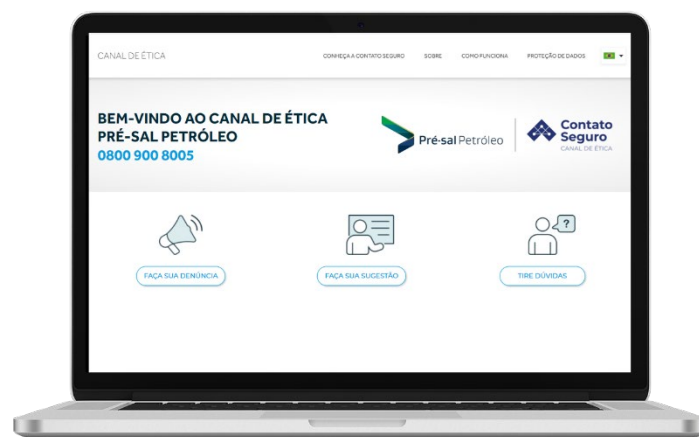 CANAL DE ÉTICA
CONHEÇA A CONTATO SEGURO
SOBRE
COMO FUNCIONA
PROTEÇÃO DE DADOS
BEM-VINDO AO CANAL DE ÉTICA
PRÉ-SAL PETRÓLEO
0800 900 8005
Pré-sal Petróleo
Contato
Seguro
CANAL DE ÉTICA
FAÇA SUA DENÚNCIA
FAÇA SUA SUGESTÃO
?
TIRE DÚVIDAS